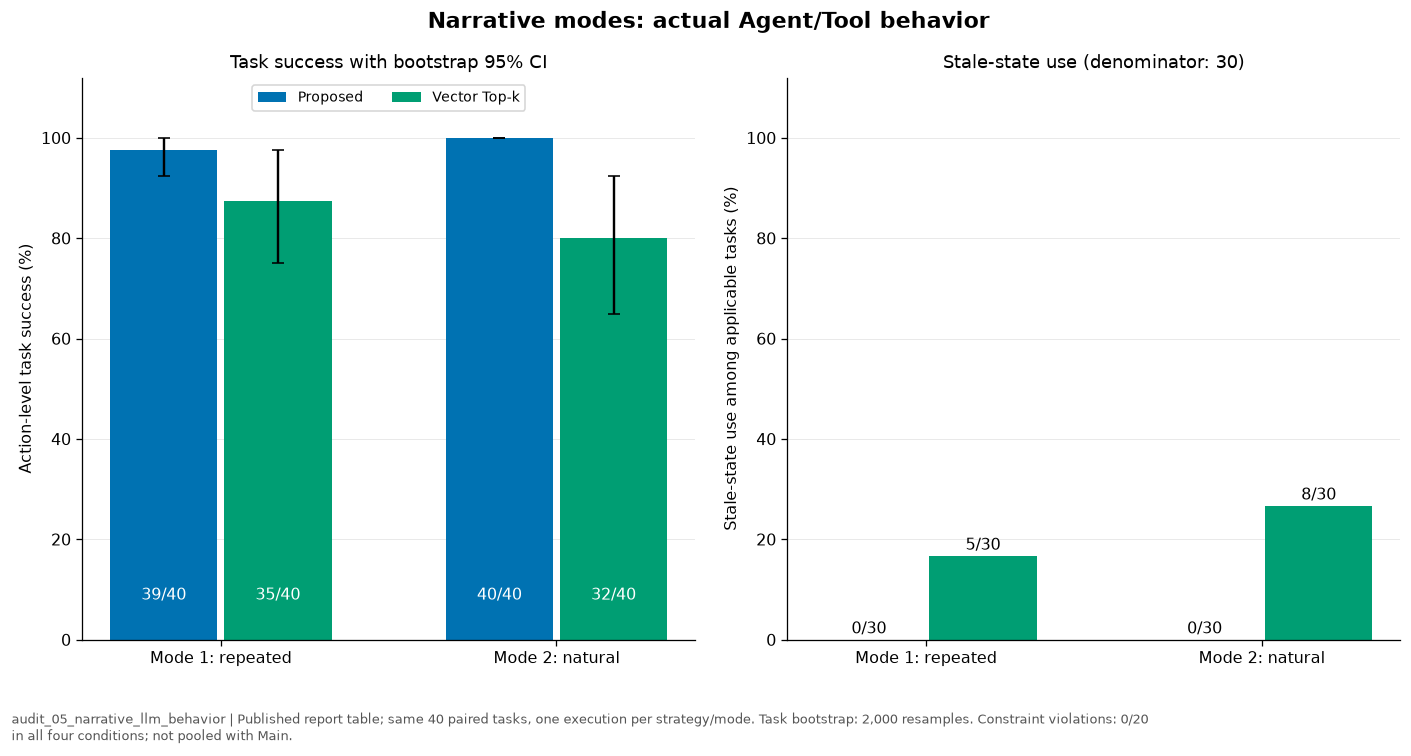 Narrative modes: actual Agent/Tool behavior
Task success with bootstrap 95% CI
Proposed
Vector Top-k
Action-level task success (%)
100
80
60
40
20
0
39/40
35/40
40/40
32/40
Mode 1: repeated
Mode 2: natural
Stale-state use (denominator: 30)
Stale-state use among applicable tasks (%)
100
80
60
40
20
0
0/30
5/30
0/30
8/30
Mode 1: repeated
Mode 2: natural
audit_05_narrative_llm_behavior | Published report table; same 40 paired tasks, one execution per strategy/mode. Task bootstrap: 2,000 resamples. Constraint violations: 0/20
in all four conditions; not pooled with Main.